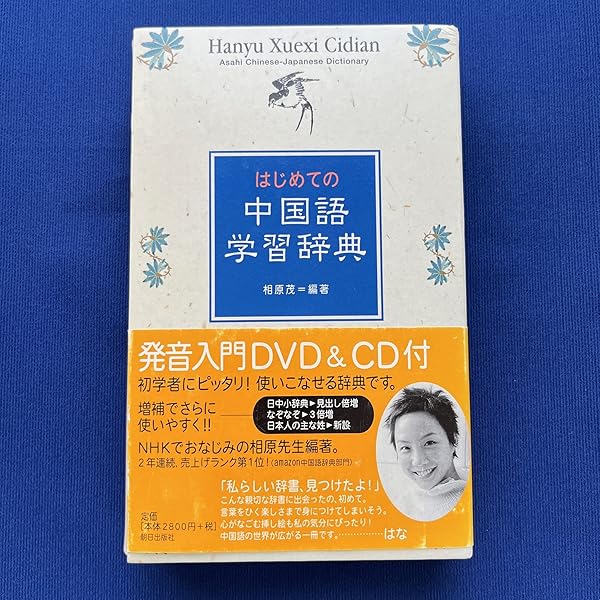 Hanyu Xuexi Cidian
Asahi Chinese-Japanese Dictionary
はじめての
中国語
学習辞典
相原茂＝編著
発音入門DVD＆CD付
初学者にピッタリ！使いこなせる辞典です。
増補でさらに
使いやすく!!
日中小辞典▶見出し倍増
なぞなぞ▶3倍増
日本人の主な姓▶新設
NHKでおなじみの相原先生編著。
2年連続、売上げランク第1位！（amazon中国語辞典部門）
「私らしい辞書、見つけたよ！」
こんな親切な辞書に出会ったの、初めて。
言葉をひく楽しさまで身につけてしまいそう。
心がなごむ挿し絵も私の気分にぴったり！
中国語の世界が広がる一冊です。……………はな
定価
[本体2800円＋税]
朝日出版社